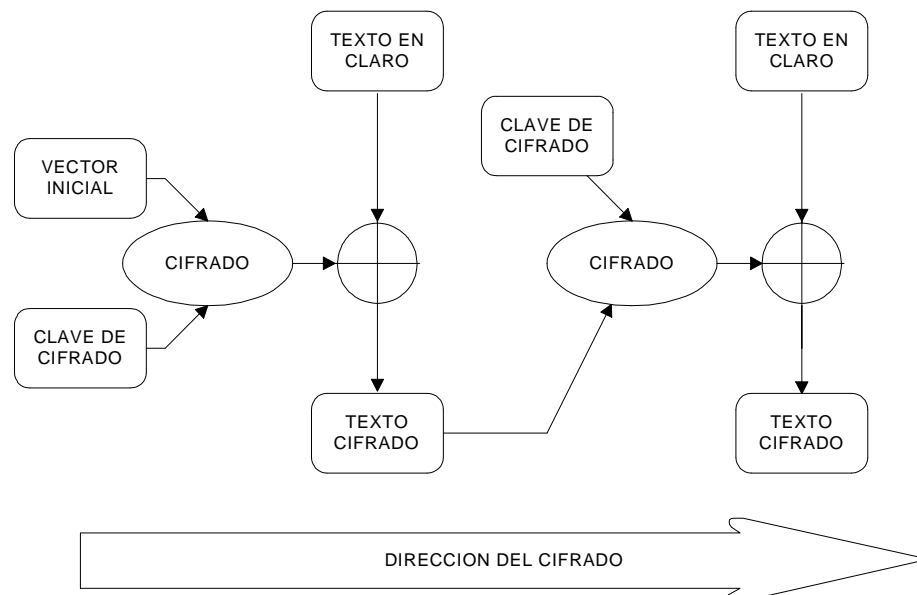 TEXTO EN
CLARO
TEXTO EN
CLARO
CLAVE DE
CIFRADO
VECTOR
INICIAL
CIFRADO
CIFRADO
CLAVE DE
CIFRADO
TEXTO
CIFRADO
TEXTO
CIFRADO
DIRECCION DEL CIFRADO